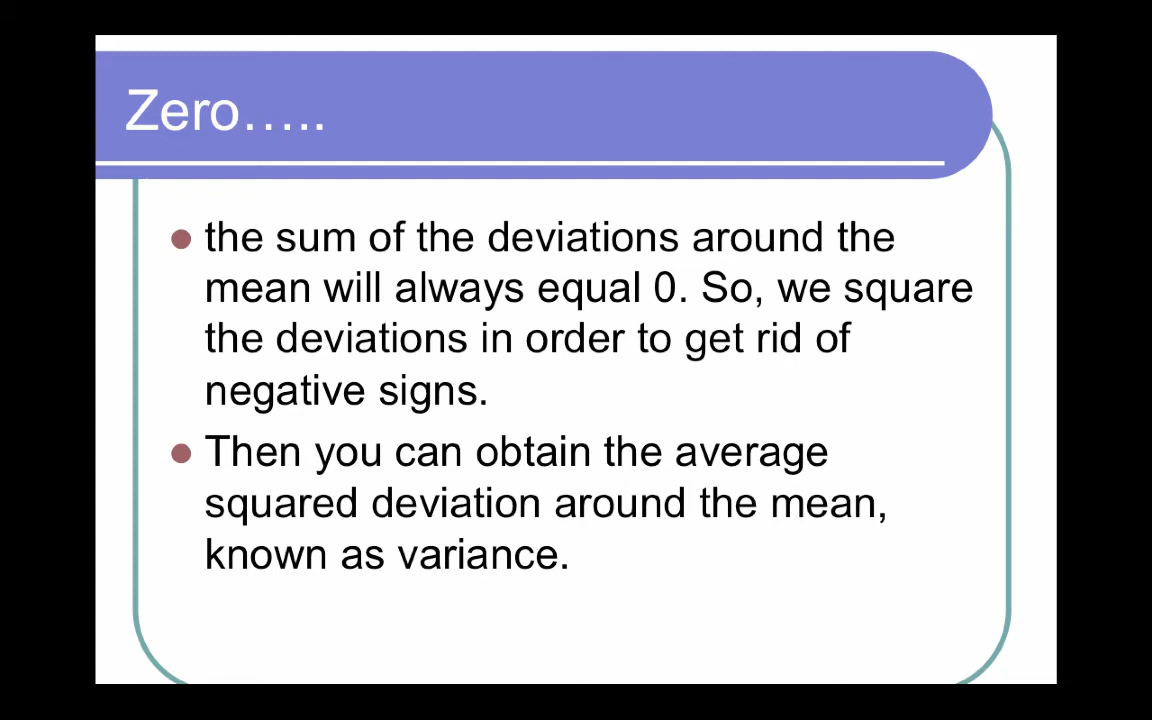 Zero…..
the sum of the deviations around the
mean will always equal 0. So, we square
the deviations in order to get rid of
negative signs.
Then you can obtain the average
squared deviation around the mean,
known as variance.